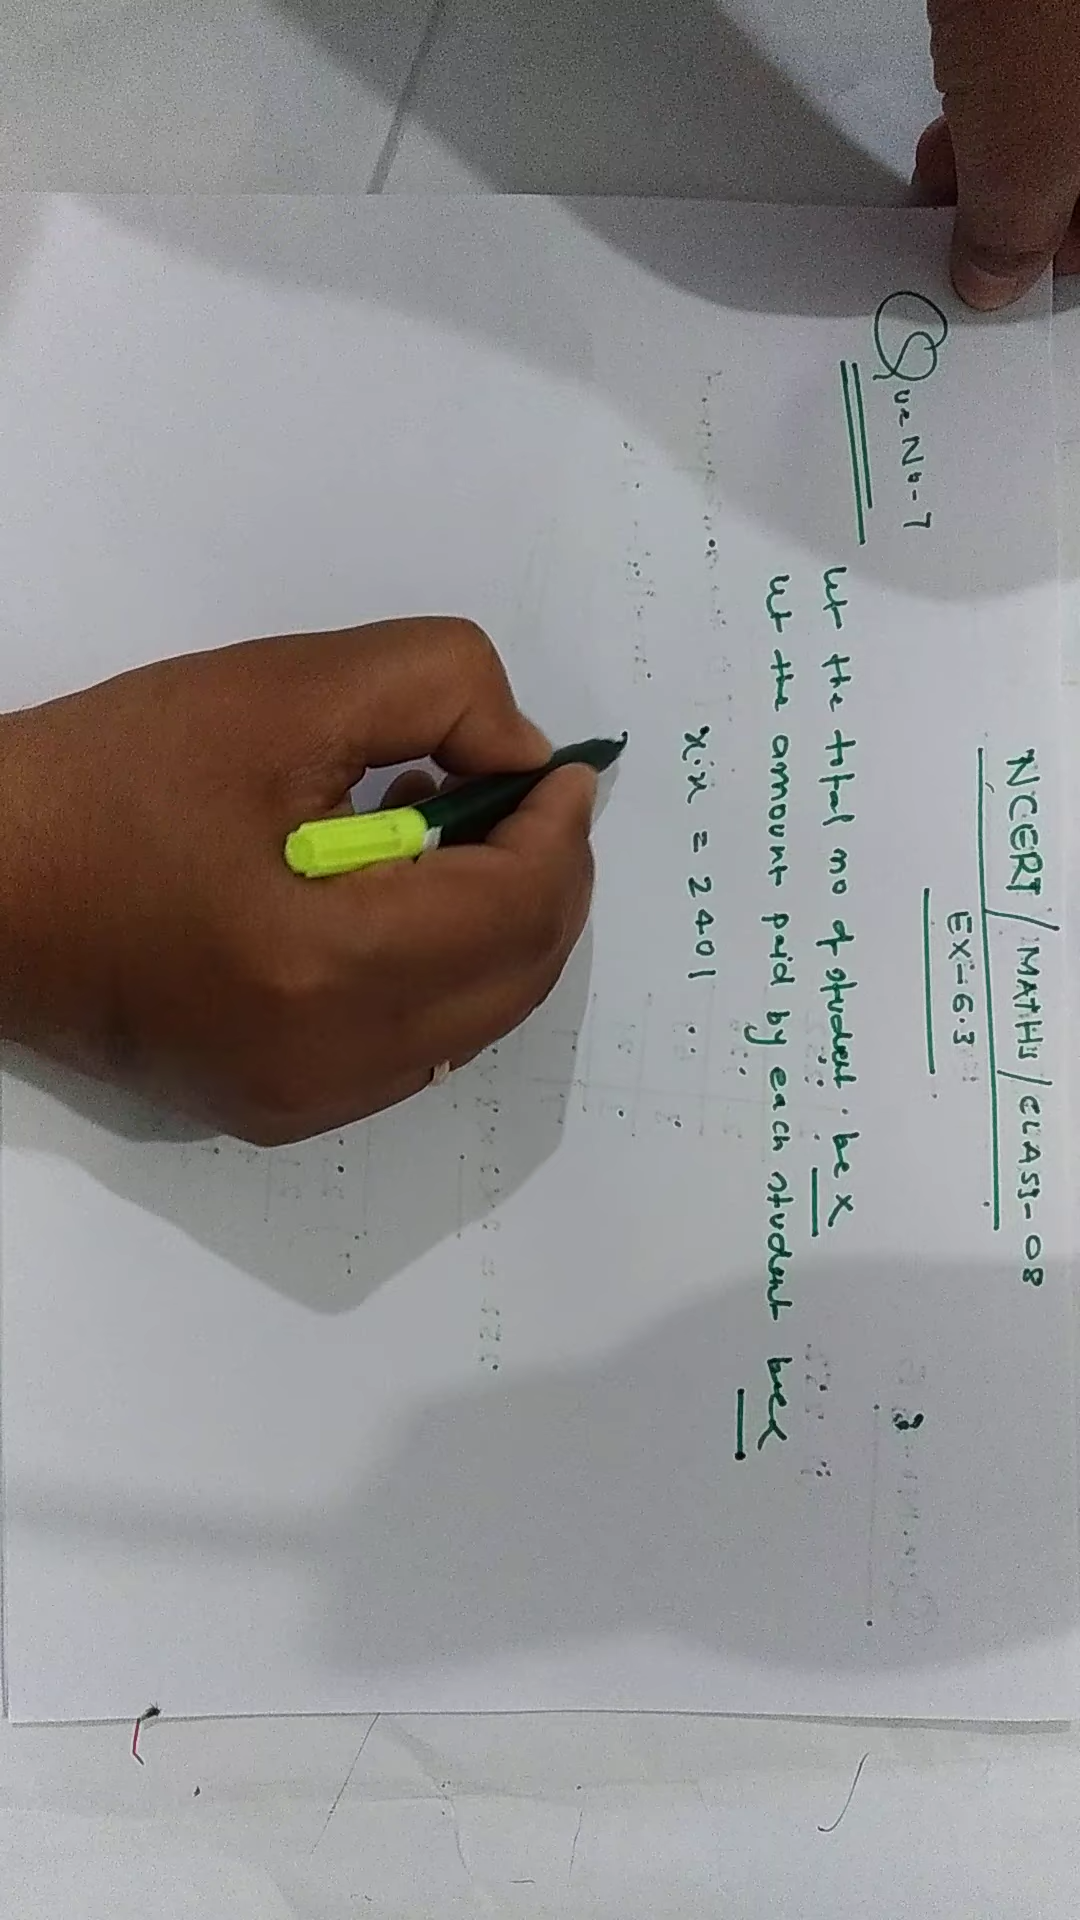 NCERT / MATHS / CLASS-08
EX-6.3
Que No-7
let the total no of student be x
let the amount paid by each student be x
x·x = 2401